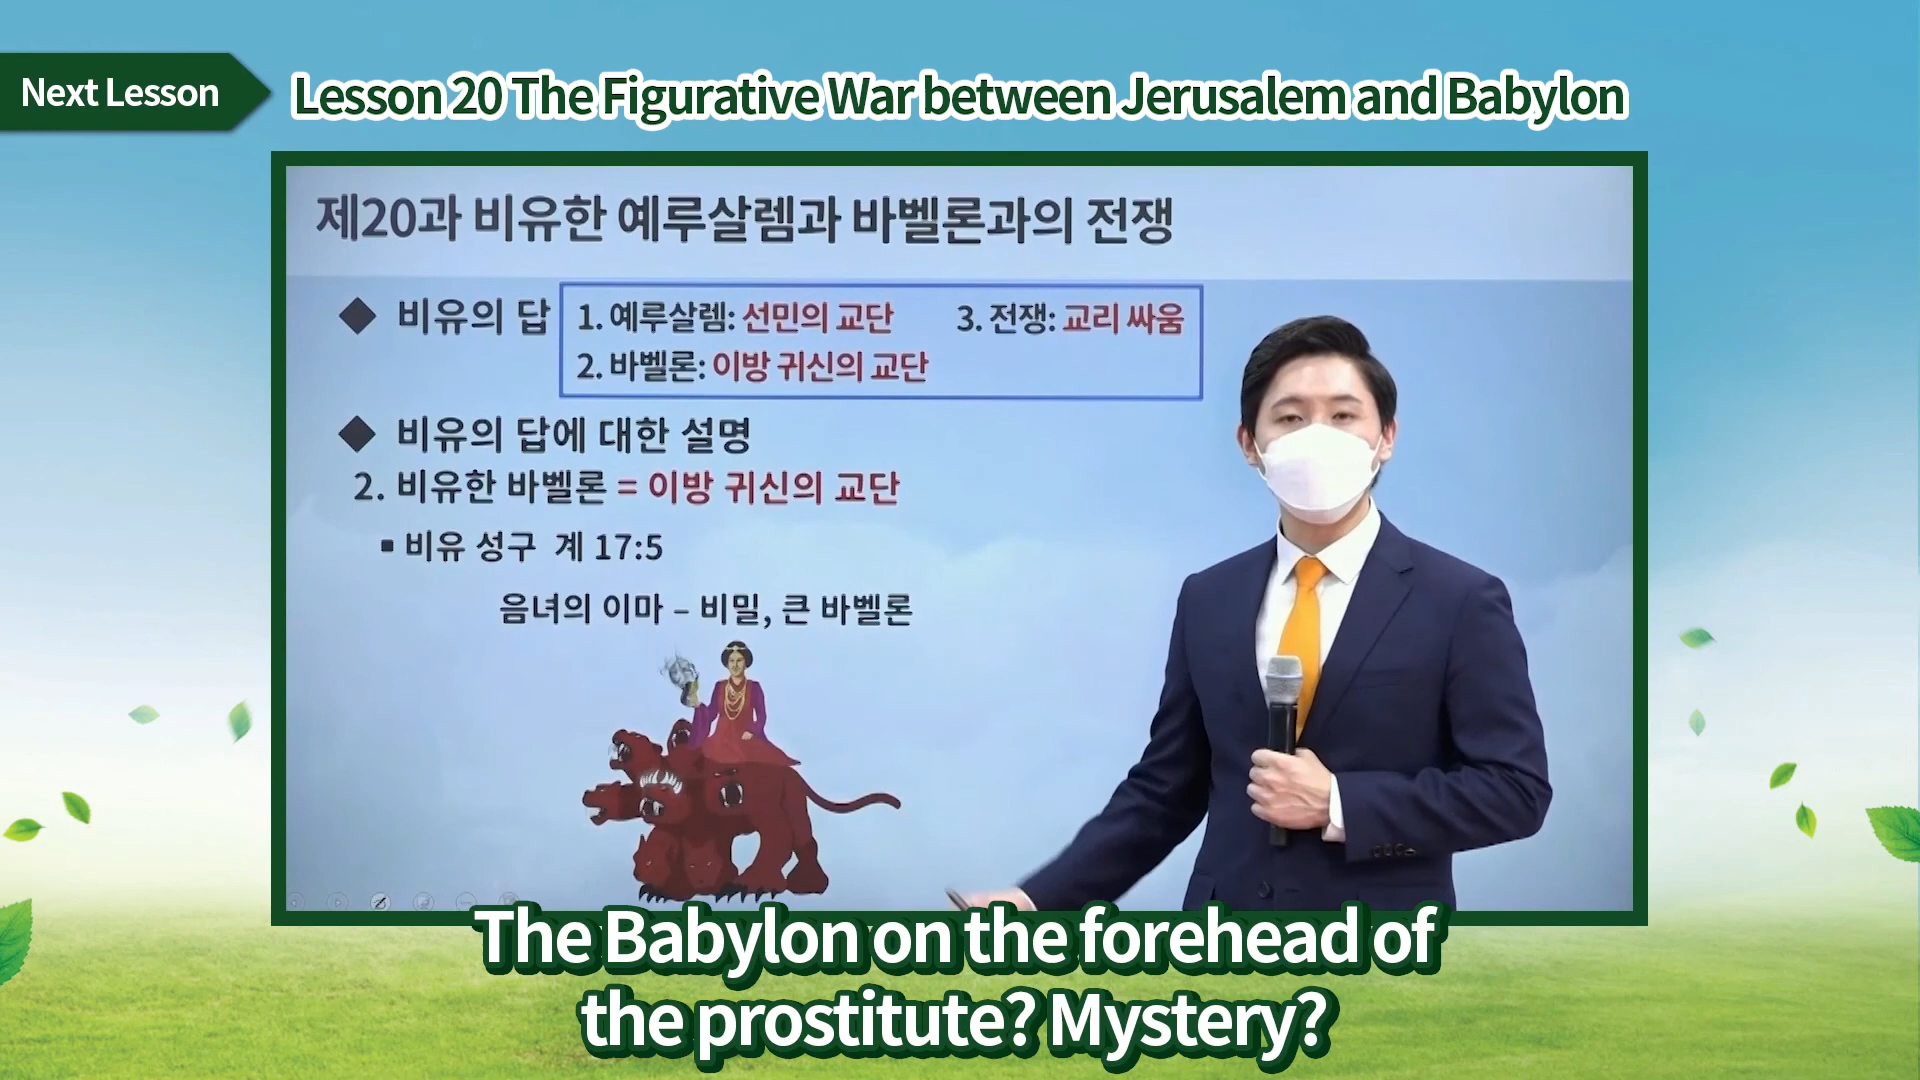 Next Lesson
Lesson 20 The Figurative War between Jerusalem and Babylon
제20과 비유한 예루살렘과 바벨론과의 전쟁
◆ 비유의 답
1. 예루살렘: 선민의 교단 3. 전쟁: 교리 싸움
2. 바벨론: 이방 귀신의 교단
◆ 비유의 답에 대한 설명
2. 비유한 바벨론 = 이방 귀신의 교단
▪ 비유 성구 계 17:5
음녀의 이마 – 비밀, 큰 바벨론
The Babylon on the forehead of
the prostitute? Mystery?